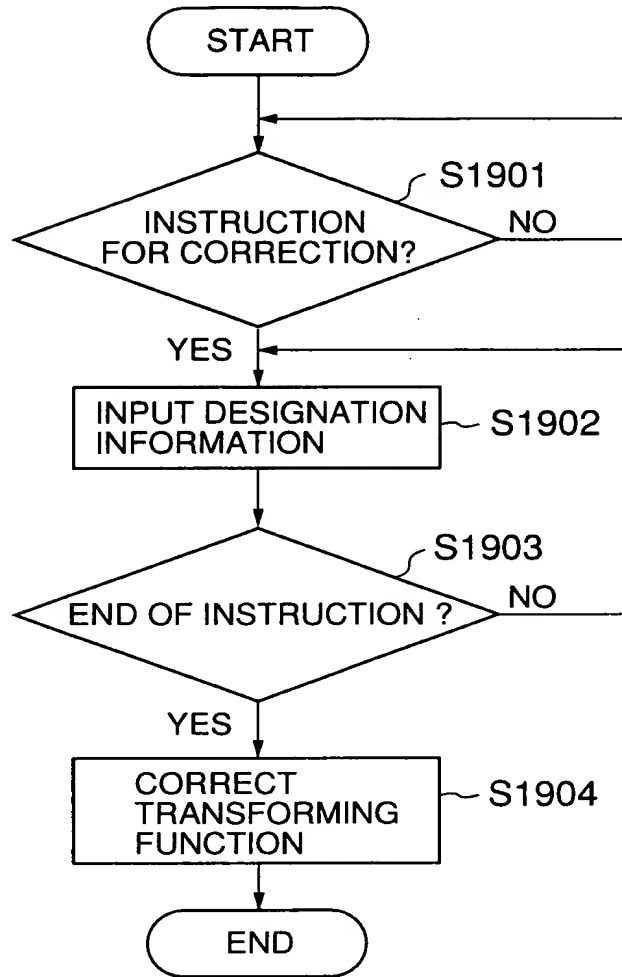 START
S1901
INSTRUCTION
FOR CORRECTION?
NO
YES
INPUT DESIGNATION
INFORMATION
S1902
S1903
END OF INSTRUCTION ?
NO
YES
CORRECT
TRANSFORMING
FUNCTION
S1904
END